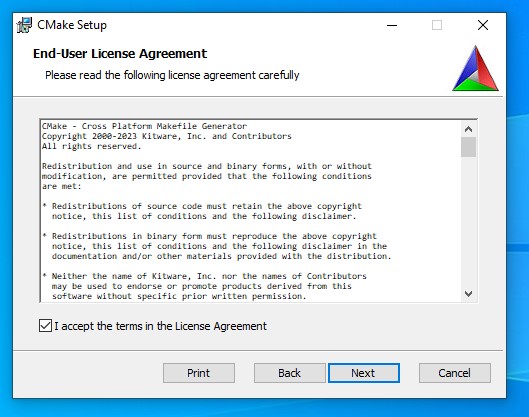 CMake Setup
End-User License Agreement
Please read the following license agreement carefully
CMake - Cross Platform Makefile Generator
Copyright 2000-2023 Kitware, Inc. and Contributors
All rights reserved.
Redistribution and use in source and binary forms, with or without
modification, are permitted provided that the following conditions
are met:
* Redistributions of source code must retain the above copyright
notice, this list of conditions and the following disclaimer.
* Redistributions in binary form must reproduce the above copyright
notice, this list of conditions and the following disclaimer in the
documentation and/or other materials provided with the distribution.
* Neither the name of Kitware, Inc. nor the names of Contributors
may be used to endorse or promote products derived from this
software without specific prior written permission.
I accept the terms in the License Agreement
Print
Back
Next
Cancel